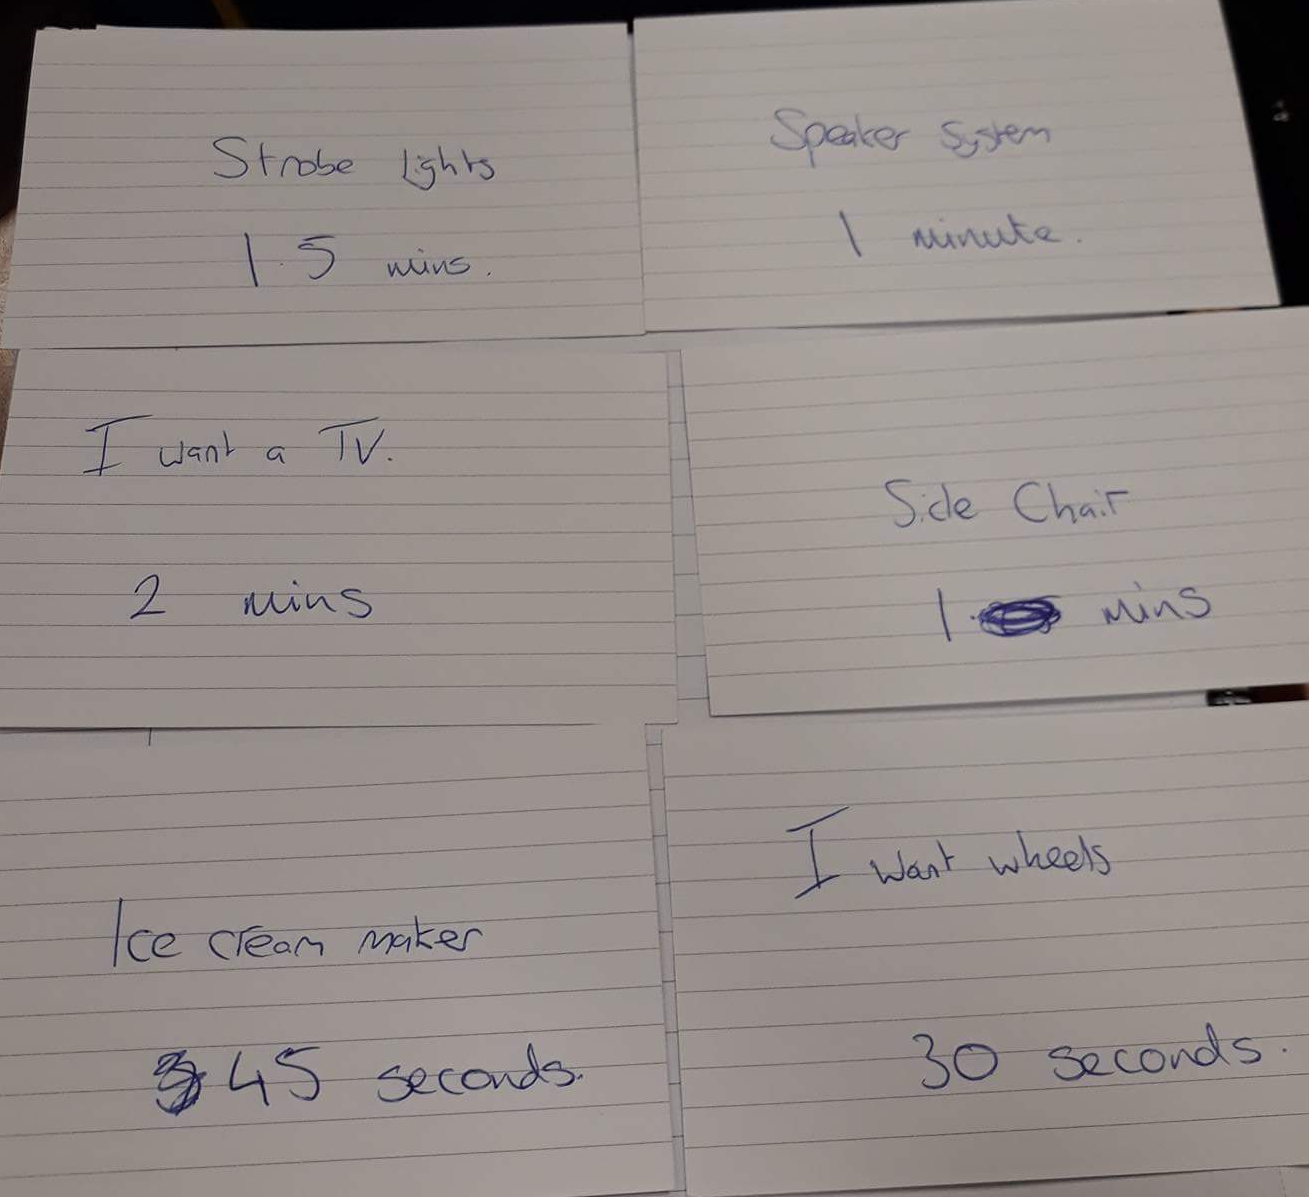 Strobe Lights
1.5 mins.
Speaker System
1 minute.
I want a TV.
2 mins
Side Chair
1. mins
Ice cream maker
45 seconds.
I want wheels
30 seconds.